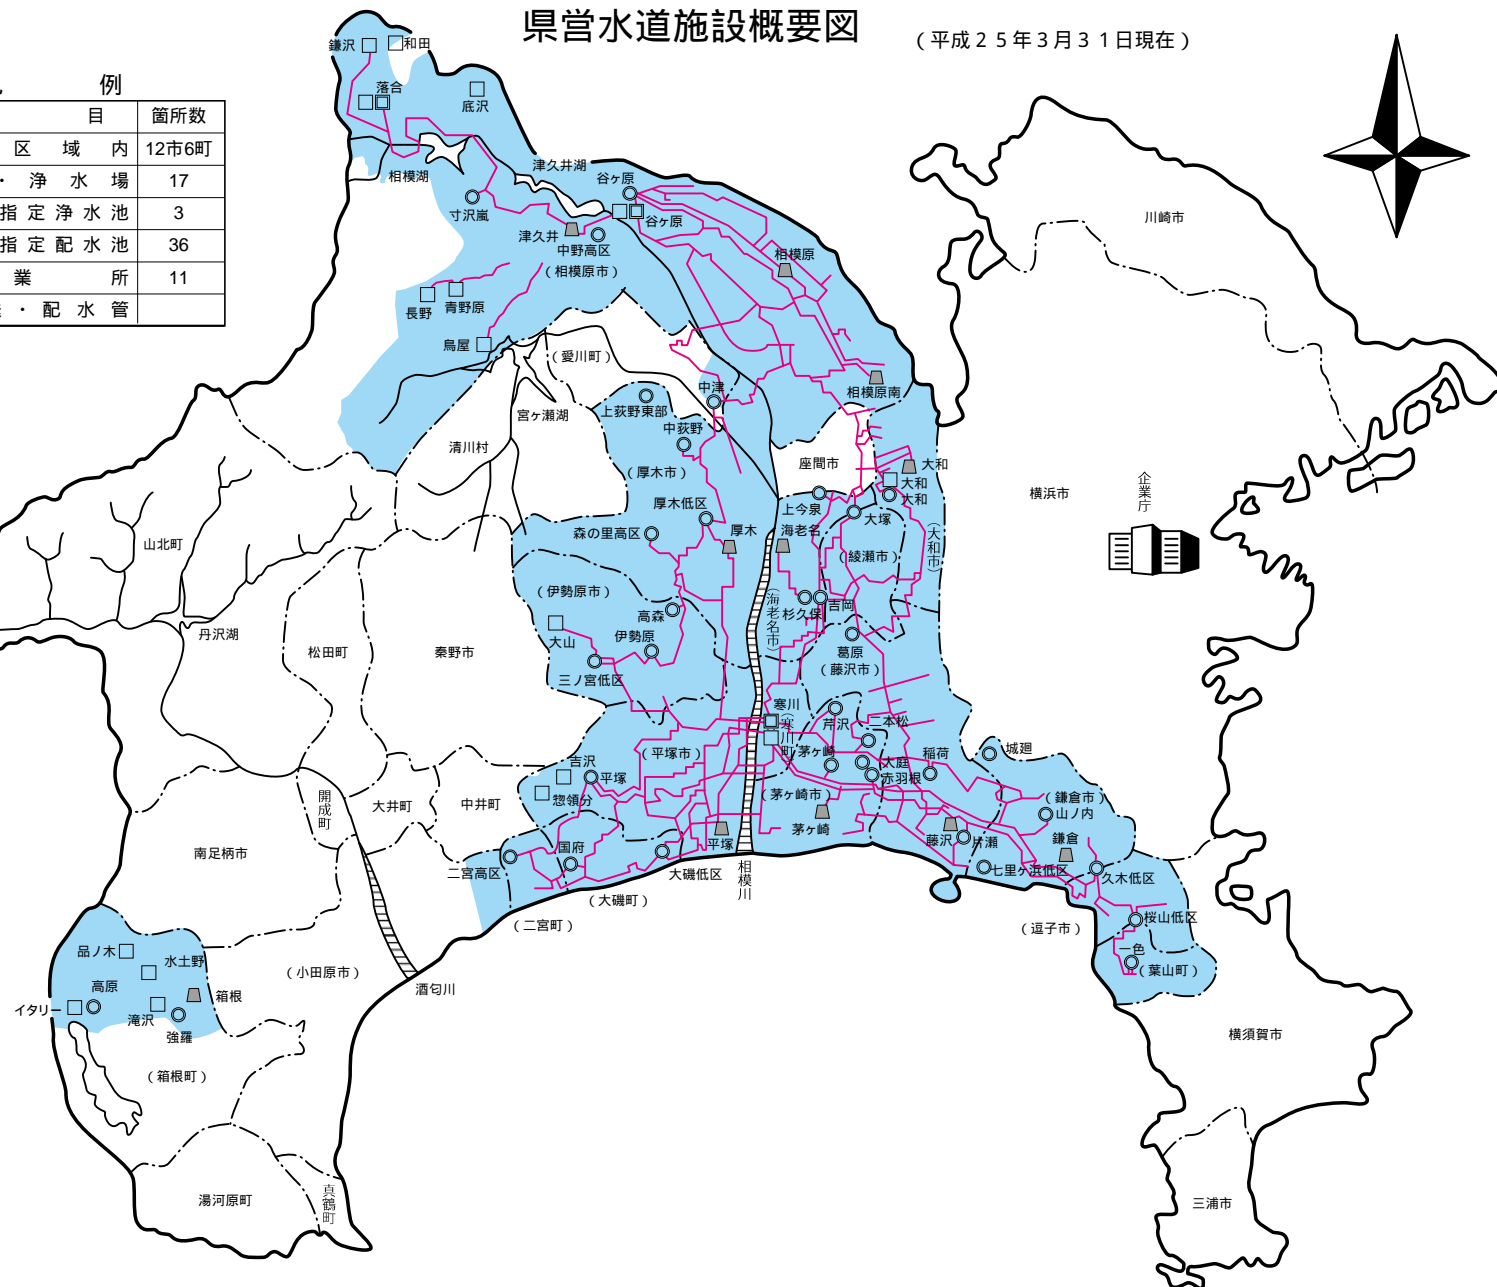 県営水道施設概要図
(平成25年3月31日現在)
例
目 箇所数
区域内 12市6町
・浄水場 17
指定浄水池 3
指定配水池 36
業所 11
・配水管
鎌沢
和田
落合
底沢
相模湖
津久井湖
寸沢嵐
谷ヶ原
谷ヶ原
津久井
中野高区
(相模原市)
相模原
川崎市
長野
青野原
鳥屋
(愛川町)
宮ヶ瀬湖
中津
相模原南
上荻野東部
中荻野
清川村
(厚木市)
座間市
大和
大和
大和
横浜市
企業庁
厚木低区
上今泉
大塚
森の里高区
厚木
海老名
(綾瀬市)
(大和市)
山北町
(伊勢原市)
高森
(海老名市)
杉久保
吉岡
丹沢湖
松田町
秦野市
大山
伊勢原
葛原
(藤沢市)
三ノ宮低区
寒川
(寒川町)
芹沢
二本松
(平塚市)
茅ヶ崎
大庭
赤羽根
稲荷
城廻
吉沢
平塚
惣領分
開成町
大井町
中井町
(茅ヶ崎市)
茅ヶ崎
(鎌倉市)
山ノ内
南足柄市
二宮高区
国府
平塚
大磯低区
相模川
藤沢
片瀬
鎌倉
七里ヶ浜低区
久木低区
(大磯町)
(二宮町)
(逗子市)
桜山低区
一色
(葉山町)
品ノ木
水土野
(小田原市)
酒匂川
高原
イタリー
滝沢
箱根
強羅
(箱根町)
横須賀市
湯河原町
真鶴町
三浦市